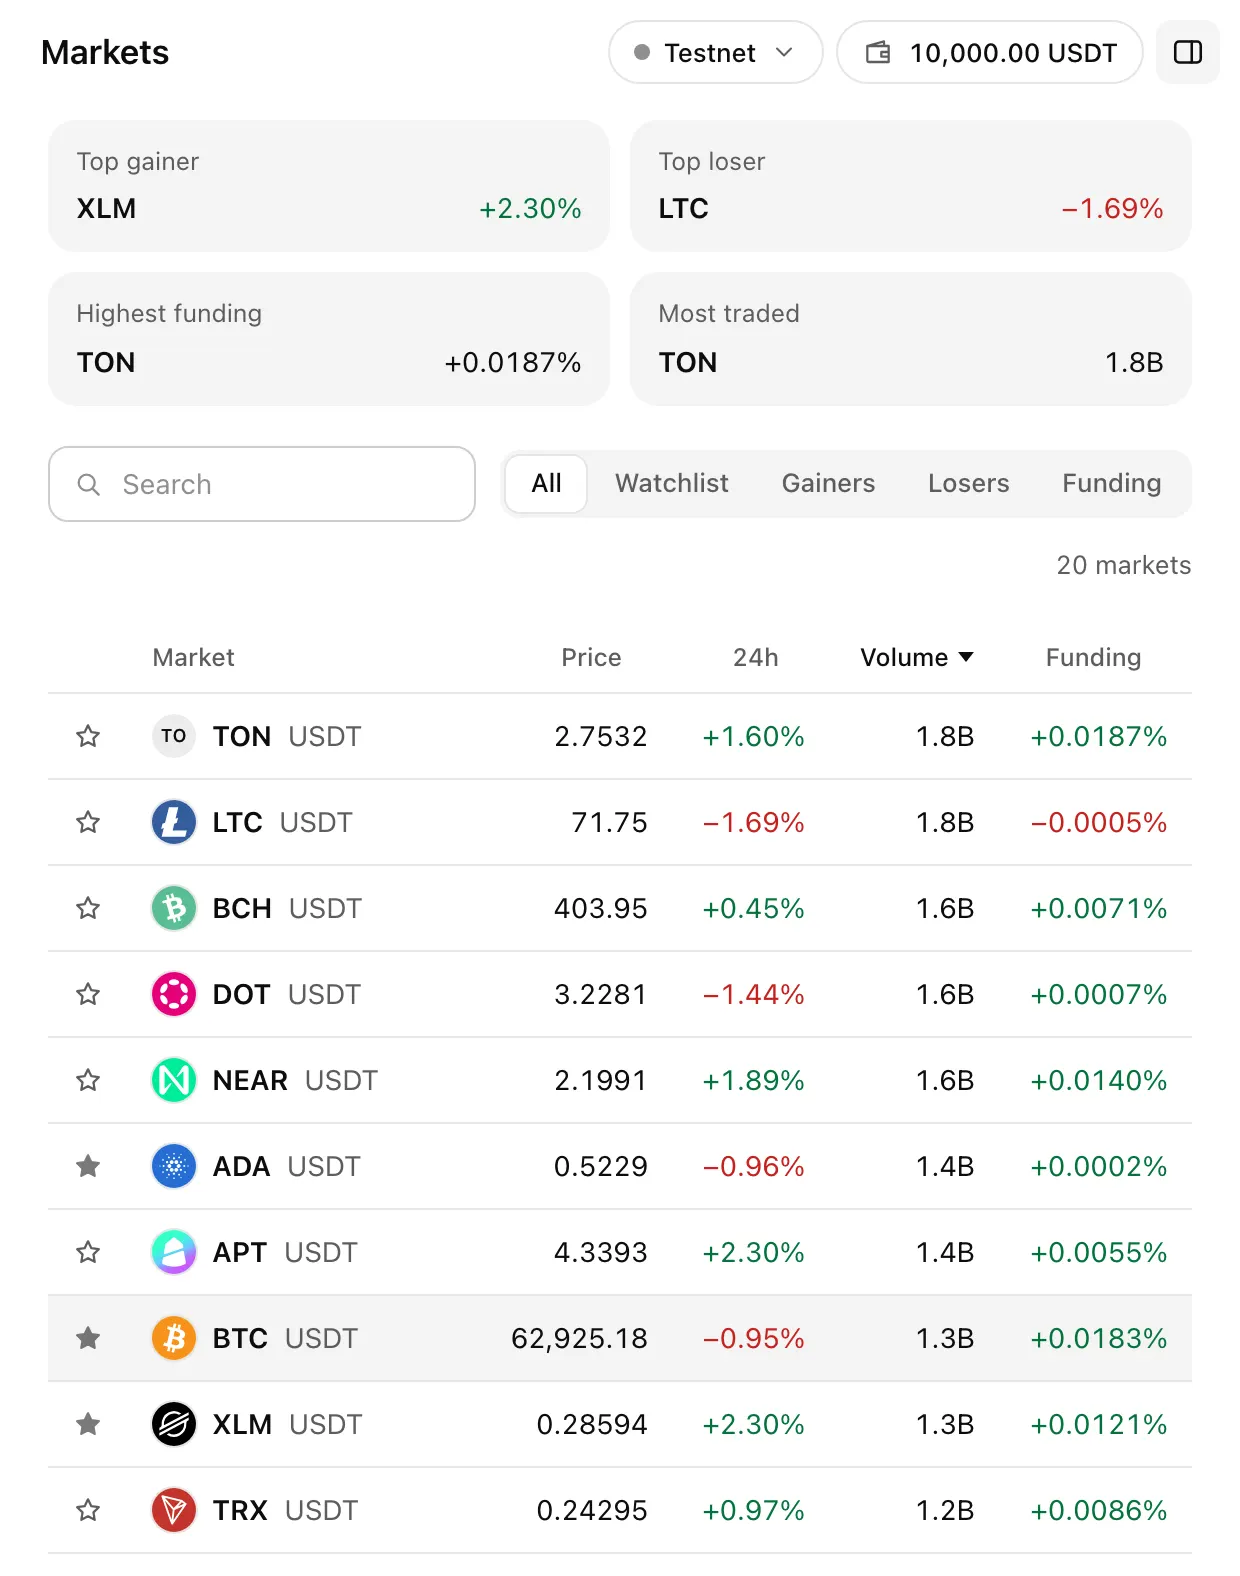 Markets
Testnet
10,000.00 USDT
Top gainer
XLM +2.30%
Top loser
LTC −1.69%
Highest funding
TON +0.0187%
Most traded
TON 1.8B
Search
All Watchlist Gainers Losers Funding
20 markets
Market Price 24h Volume Funding
TO TON USDT 2.7532 +1.60% 1.8B +0.0187%
LTC USDT 71.75 −1.69% 1.8B −0.0005%
BCH USDT 403.95 +0.45% 1.6B +0.0071%
DOT USDT 3.2281 −1.44% 1.6B +0.0007%
NEAR USDT 2.1991 +1.89% 1.6B +0.0140%
ADA USDT 0.5229 −0.96% 1.4B +0.0002%
APT USDT 4.3393 +2.30% 1.4B +0.0055%
BTC USDT 62,925.18 −0.95% 1.3B +0.0183%
XLM USDT 0.28594 +2.30% 1.3B +0.0121%
TRX USDT 0.24295 +0.97% 1.2B +0.0086%